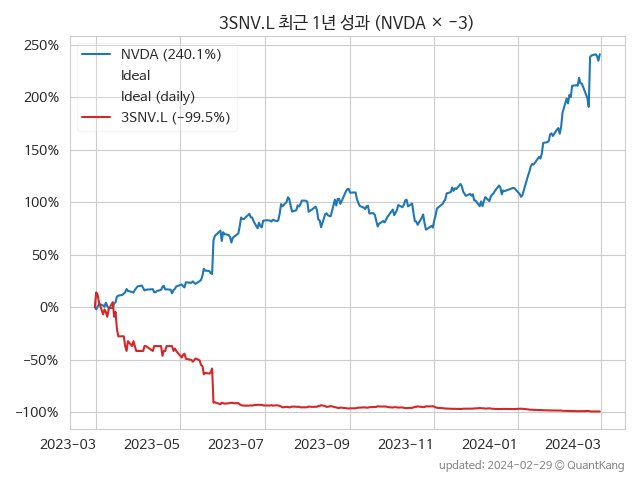 3SNV.L 최근 1년 성과 (NVDA × −3)
250%
200%
150%
100%
50%
0%
−50%
−100%
NVDA (240.1%)
Ideal
Ideal (daily)
3SNV.L (−99.5%)
2023−03
2023−05
2023−07
2023−09
2023−11
2024−01
2024−03
updated: 2024−02−29 © QuantKang